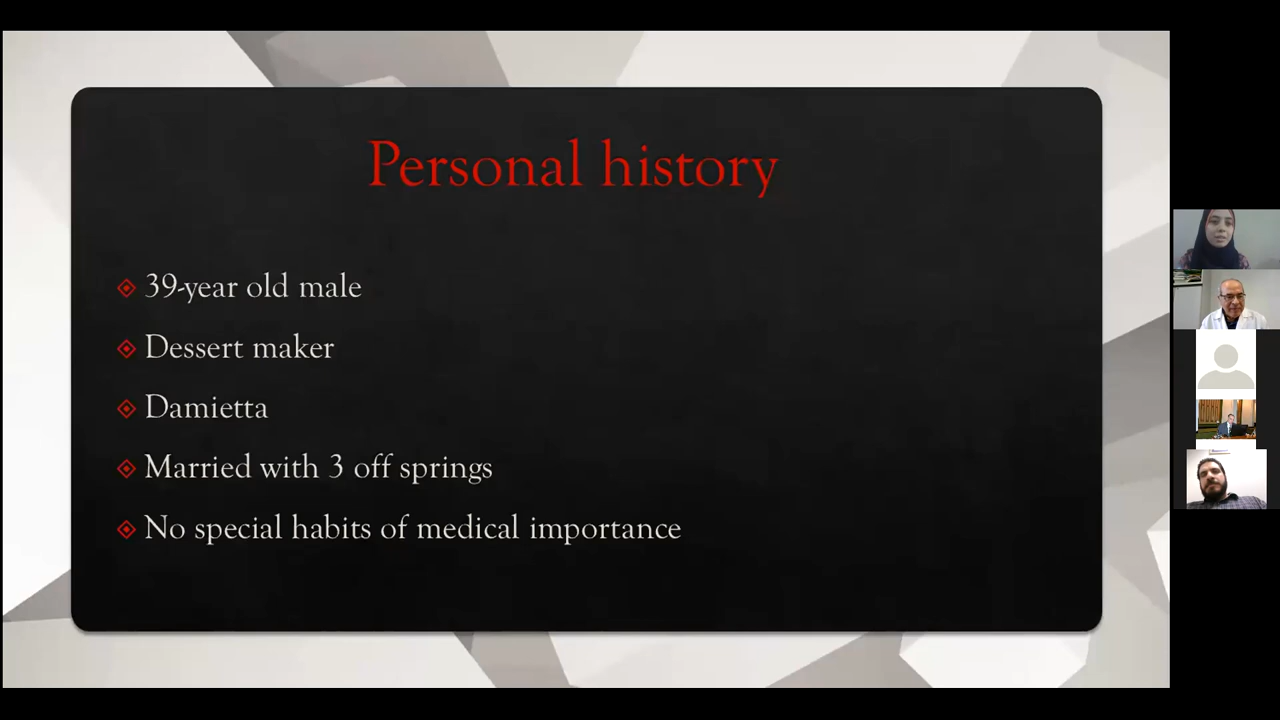 Personal history
39-year old male
Dessert maker
Damietta
Married with 3 off springs
No special habits of medical importance